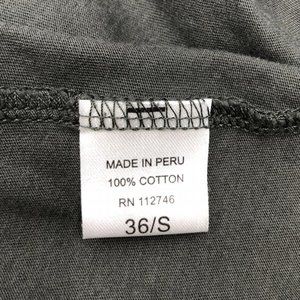 MADE IN PERU
100% COTTON
RN 112746
36/S